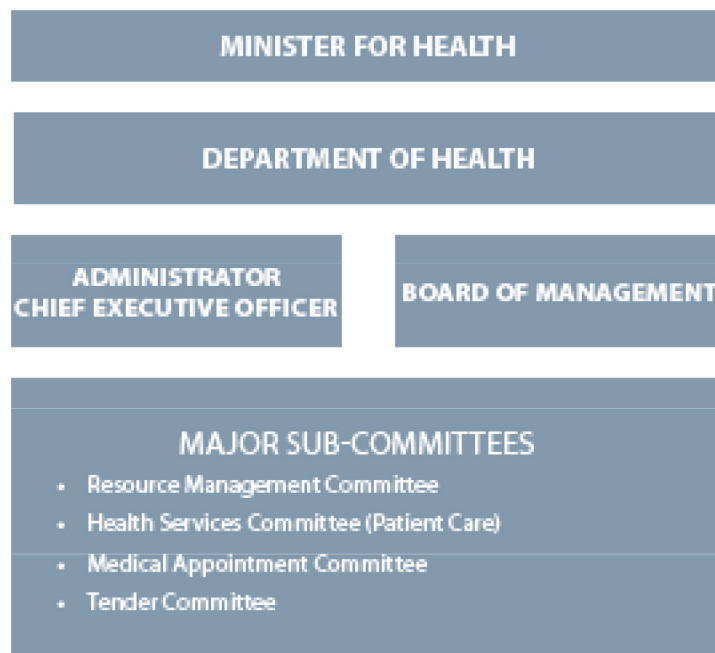 MINISTER FOR HEALTH
DEPARTMENT OF HEALTH
ADMINISTRATOR
CHIEF EXECUTIVE OFFICER
BOARD OF MANAGEMENT
MAJOR SUB-COMMITTEES
• Resource Management Committee
• Health Services Committee (Patient Care)
• Medical Appointment Committee
• Tender Committee